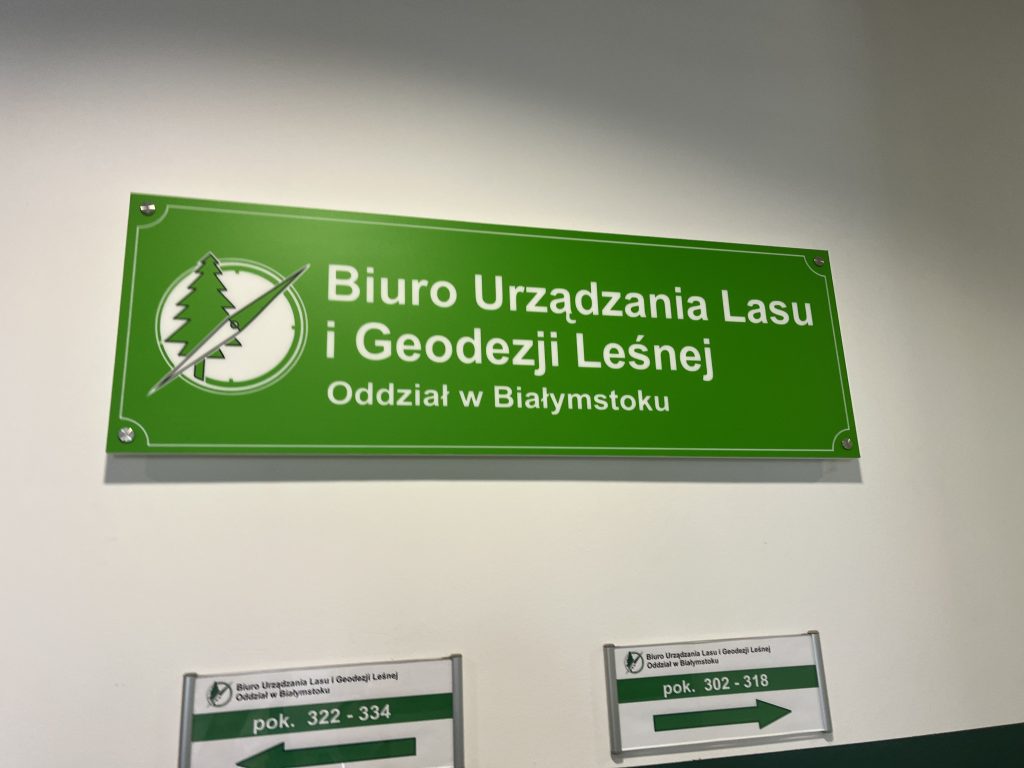 Biuro Urządzania Lasu
i Geodezji Leśnej
Oddział w Białymstoku
Biuro Urządzania Lasu i Geodezji Leśnej
Oddział w Białymstoku
pok. 322 - 334
Biuro Urządzania Lasu i Geodezji Leśnej
Oddział w Białymstoku
pok. 302 - 318